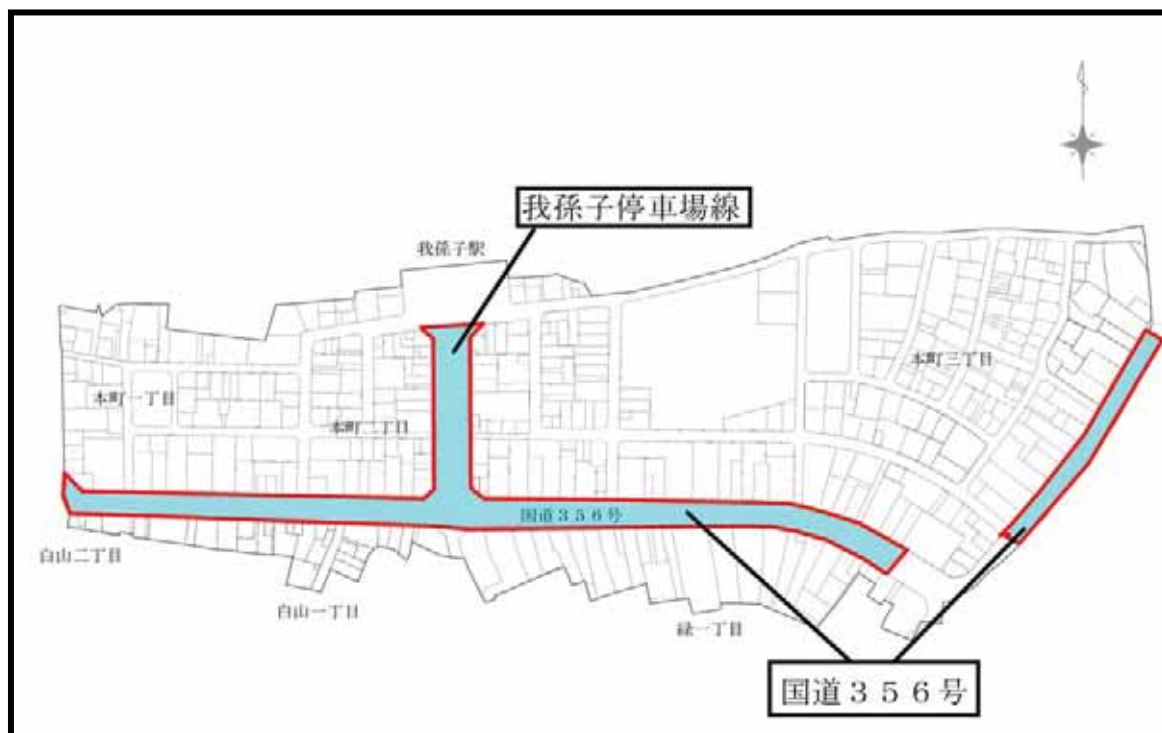 我孫子停車場線
我孫子駅
本町三丁目
本町一丁目
本町二丁目
国道３５６号
白山二丁目
白山一丁目
緑一丁目
国道３５６号